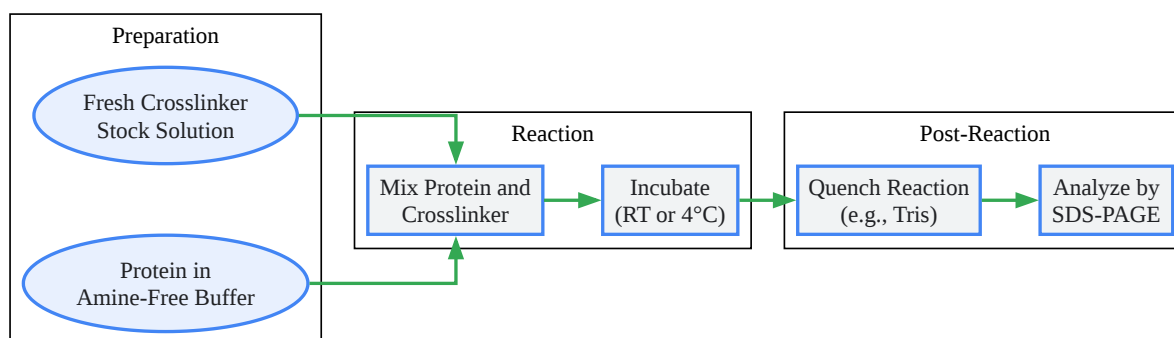 Preparation
Fresh Crosslinker
Stock Solution
Protein in
Amine-Free Buffer
Reaction
Mix Protein and
Crosslinker
Incubate
(RT or 4°C)
Post-Reaction
Quench Reaction
(e.g., Tris)
Analyze by
SDS-PAGE